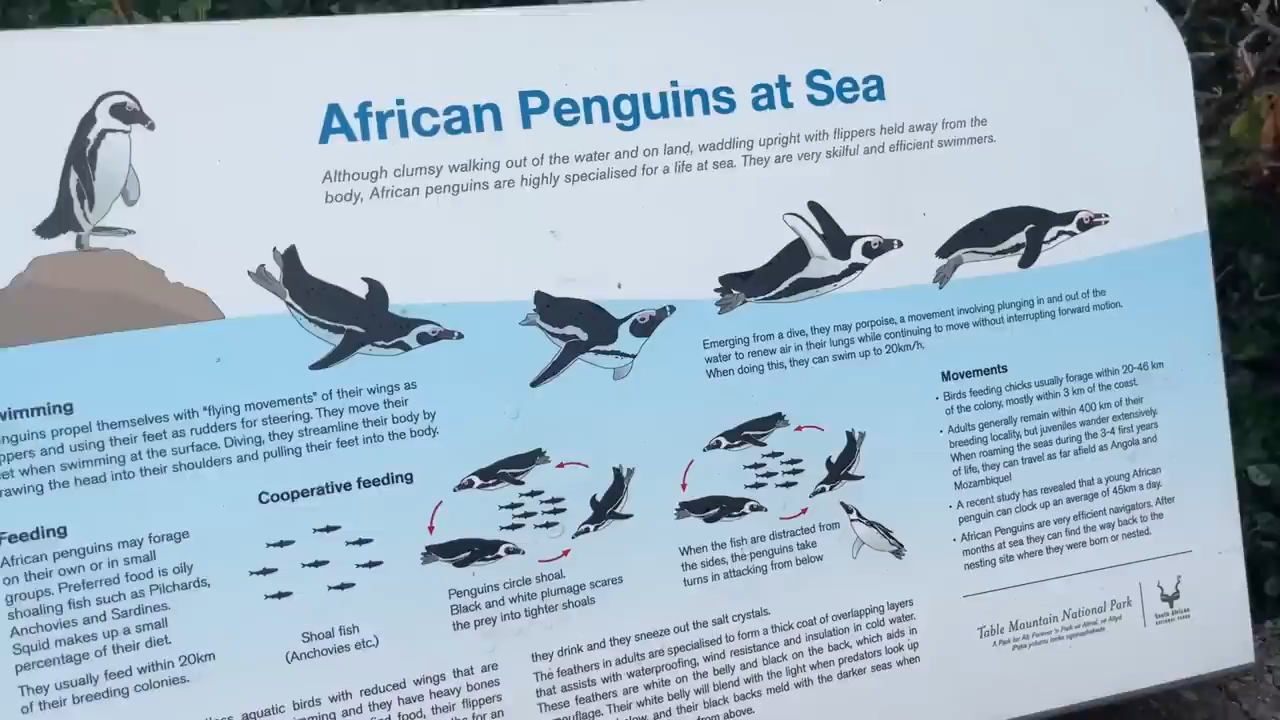 African Penguins at Sea
Although clumsy walking out of the water and on land, waddling upright with flippers held away from the
body, African penguins are highly specialised for a life at sea. They are very skilful and efficient swimmers.
Emerging from a dive, they may porpoise, a movement involving plunging in and out of the
water to renew air in their lungs while continuing to move without interrupting forward motion.
When doing this, they can swim up to 20km/h.
wimming
nguins propel themselves with "flying movements" of their wings as
ppers and using their feet as rudders for steering. They move their
et when swimming at the surface. Diving, they streamline their body by
rawing the head into their shoulders and pulling their feet into the body.
Feeding
African penguins may forage
on their own or in small
groups. Preferred food is oily
shoaling fish such as Pilchards,
Anchovies and Sardines.
Squid makes up a small
percentage of their diet.
They usually feed within 20km
of their breeding colonies.
Cooperative feeding
Shoal fish
(Anchovies etc.)
Penguins circle shoal.
Black and white plumage scares
the prey into tighter shoals
When the fish are distracted from
the sides, the penguins take
turns in attacking from below
Movements
• Birds feeding chicks usually forage within 20-46 km
of the colony, mostly within 3 km of the coast.
• Adults generally remain within 400 km of their
breeding locality, but juveniles wander extensively.
When roaming the seas during the 3-4 first years
of life, they can travel as far afield as Angola and
Mozambique!
• A recent study has revealed that a young African
penguin can clock up an average of 45km a day.
• African Penguins are very efficient navigators. After
months at sea they can find the way back to the
nesting site where they were born or nested.
aquatic birds with reduced wings that are
mming and they have heavy bones
food, their flippers
for an
they drink and they sneeze out the salt crystals.
The feathers in adults are specialised to form a thick coat of overlapping layers
that assists with waterproofing, wind resistance and insulation in cold water.
These feathers are white on the belly and black on the back, which aids in
mouflage. Their white belly will blend with the light when predators look up
low, and their black backs meld with the darker seas when
from above.
Table Mountain National Park
A Park for All, Forever
South African
NATIONAL PARKS